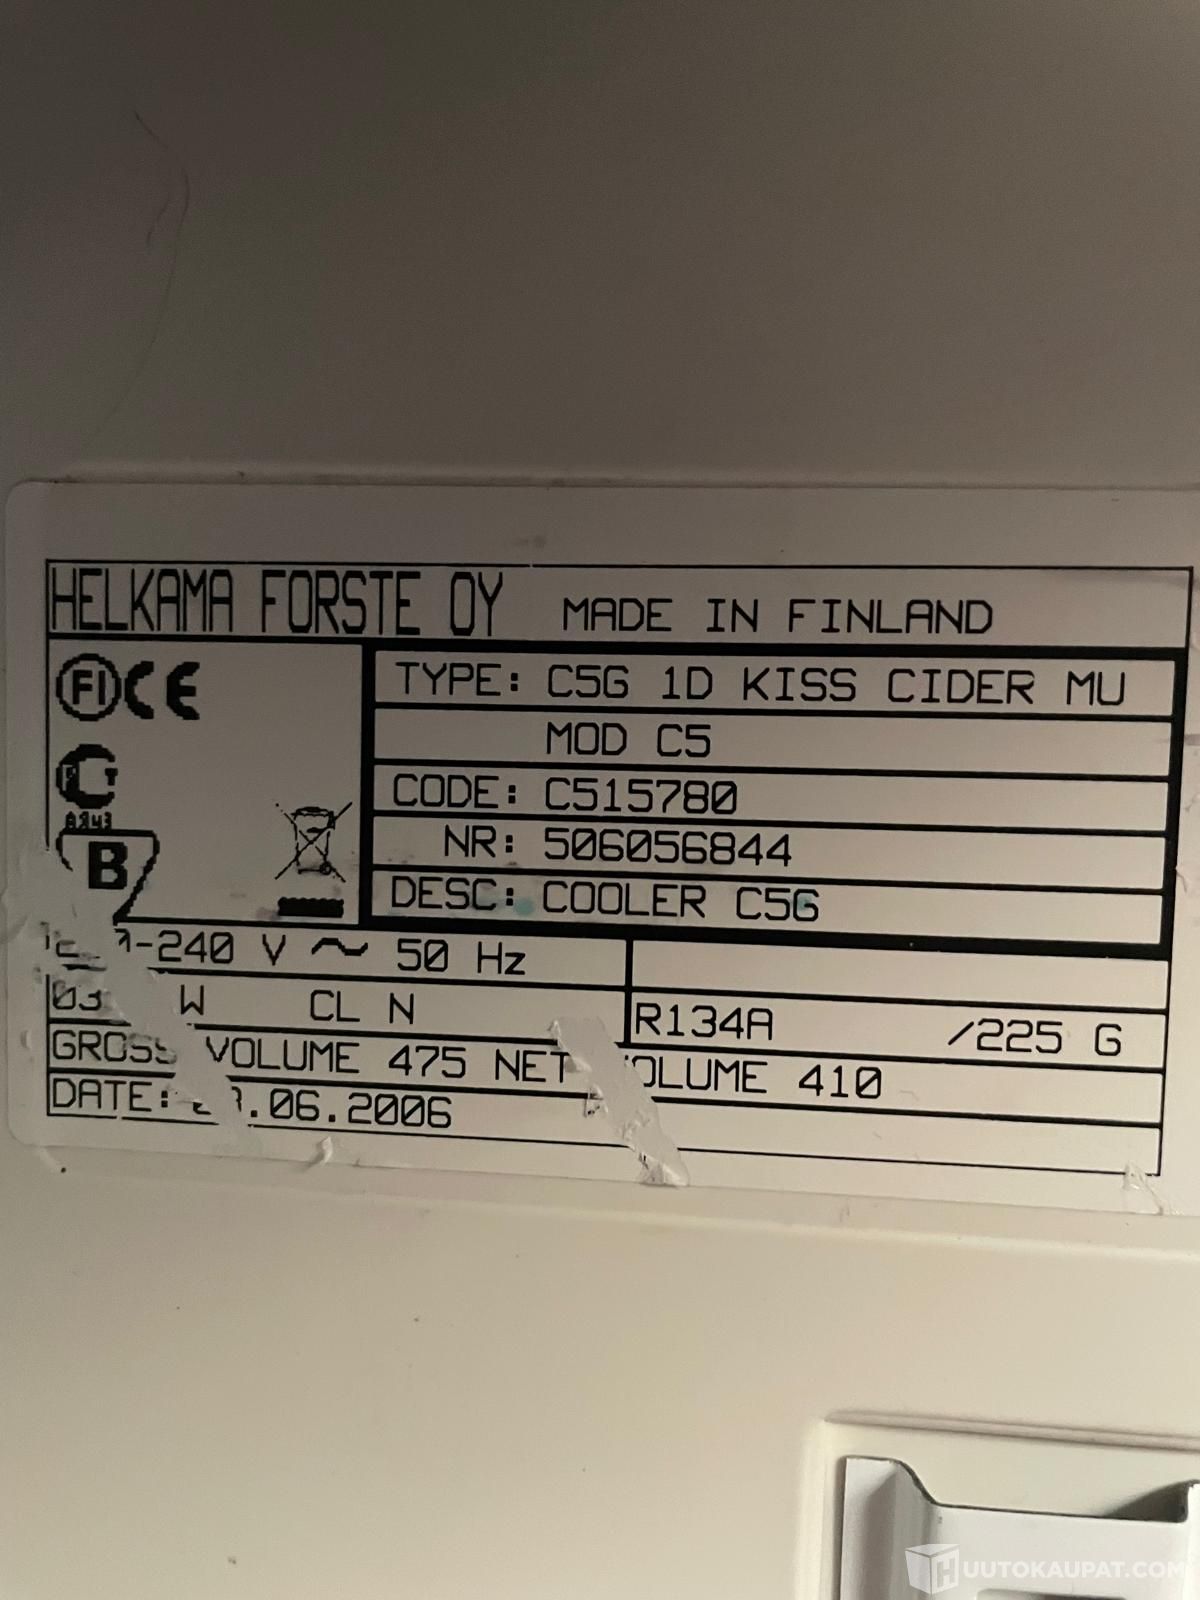 HELKAMA FORSTE OY MADE IN FINLAND
FI CE
TYPE: C5G 1D KISS CIDER MU
MOD C5
CODE: C515780
NR: 506056844
DESC: COOLER C5G
B
-240 V ~ 50 Hz
W CL N
R134A /225 G
GROSS VOLUME 475 NET VOLUME 410
DATE: .06.2006
HUUTOKAUPAT.COM